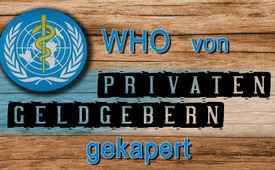 WHO von
PRIVATEN
GELDGEBERN
gekapert